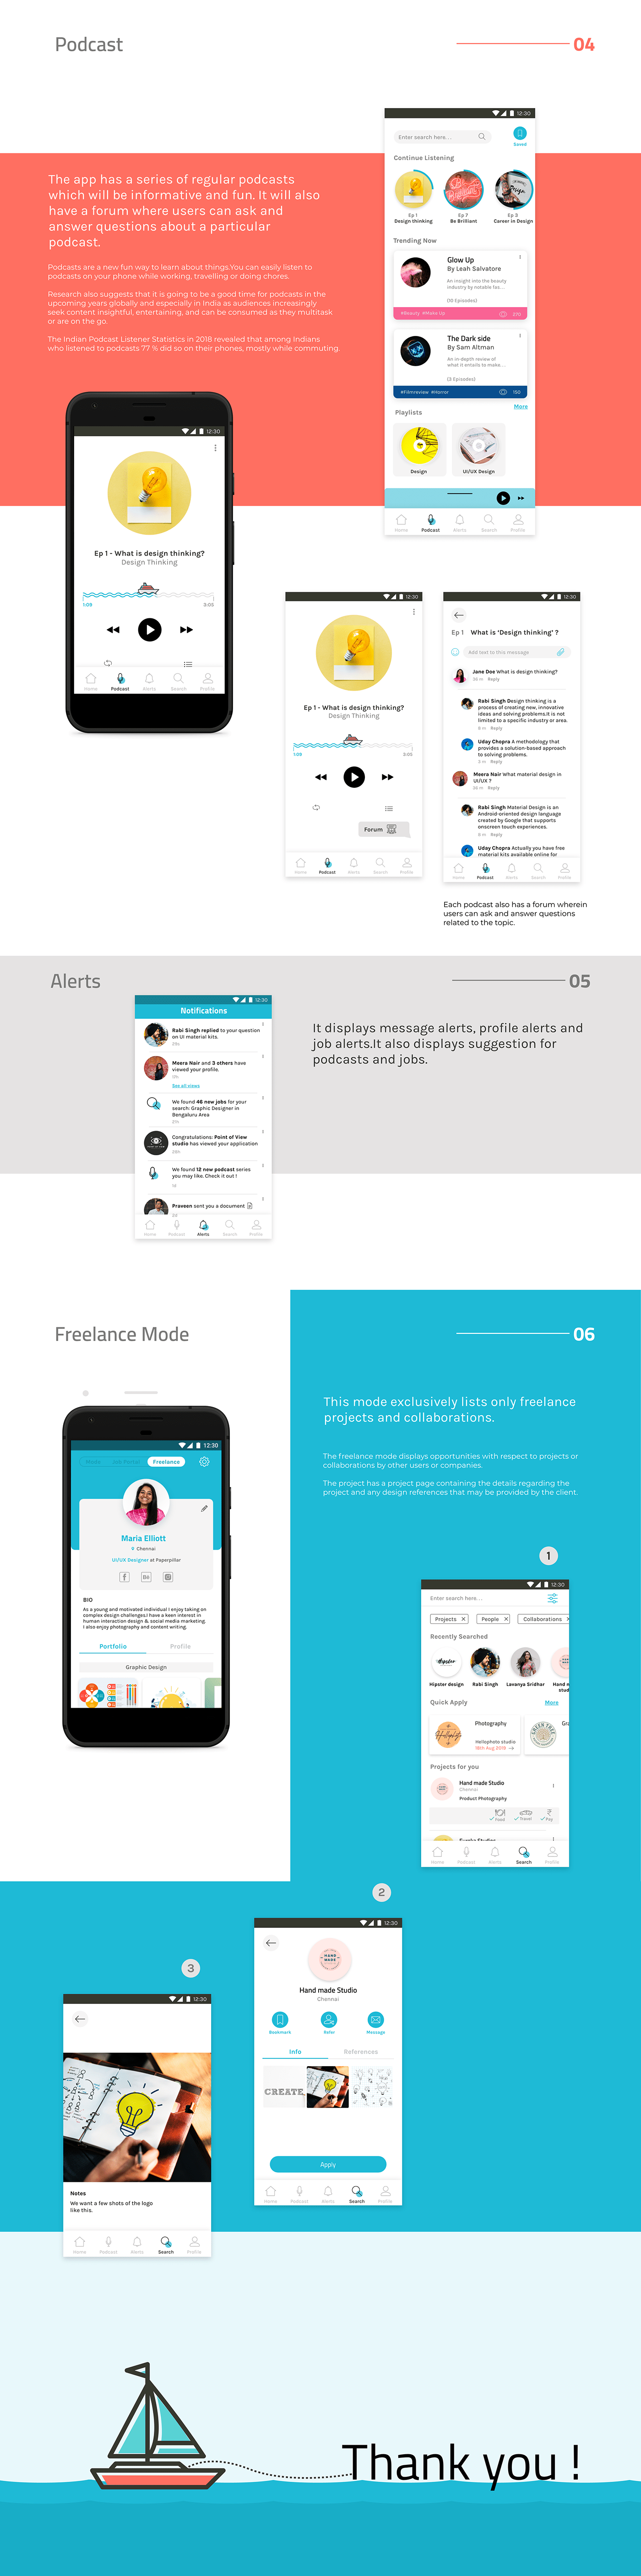 Podcast
04
The app has a series of regular podcasts
which will be informative and fun. It will also
have a forum where users can ask and
answer questions about a particular
podcast.
Podcasts are a new fun way to learn about things.You can easily listen to
podcasts on your phone while working, travelling or doing chores.
Research also suggests that it is going to be a good time for podcasts in the
upcoming years globally and especially in India as audiences increasingly
seek content insightful, entertaining, and can be consumed as they multitask
or are on the go.
The Indian Podcast Listener Statistics in 2018 revealed that among Indians
who listened to podcasts 77 % did so on their phones, mostly while commuting.
12:30
Enter search here. . .
Saved
Continue Listening
Ep 1
Design thinking
Ep 7
Be Brilliant
Ep 3
Career in Design
Trending Now
Glow Up
By Leah Salvatore
An insight into the beauty
industry by notable fas. . .
(10 Episodes)
#Beauty #Make Up
270
The Dark side
By Sam Altman
An in-depth review of
what it entails to make. . .
(3 Episodes)
#Filmreview #Horror
150
More
Playlists
Design
UI/UX Design
Home
Podcast
Alerts
Search
Profile
12:30
Ep 1 - What is design thinking?
Design Thinking
1:09
3:05
Home
Podcast
Alerts
Search
Profile
12:30
Ep 1 - What is design thinking?
Design Thinking
1:09
3:05
Forum
Home
Podcast
Alerts
Search
Profile
12:30
Ep 1 What is ‘Design thinking’ ?
Add text to this message
Jane Doe What is design thinking?
Reply
Rabi Singh Design thinking is a
process of creating new, innovative
ideas and solving problems.It is not
limited to a specific industry or area.
Reply
Uday Chopra A methodology that
provides a solution-based approach
to solving problems.
Reply
Meera Nair What material design in
UI/UX ?
Reply
Rabi Singh Material Design is an
Android-oriented design language
created by Google that supports
onscreen touch experiences.
Reply
Uday Chopra Actually you have free
material kits available online for
Home
Podcast
Alerts
Search
Profile
Each podcast also has a forum wherein
users can ask and answer questions
related to the topic.
Alerts
05
It displays message alerts, profile alerts and
job alerts.It also displays suggestion for
podcasts and jobs.
12:30
Notifications
Rabi Singh replied to your question
on Ui material kits.
Meera Nair and 3 others have
viewed your profile.
See all views
We found 46 new jobs for your
search: Graphic Designer in
Bengaluru Area
Congratulations: Point of View
studio has viewed your application
We found 12 new podcast series
you may like. Check it out !
Praveen sent you a document
Home
Podcast
Alerts
Search
Profile
Freelance Mode
06
This mode exclusively lists only freelance
projects and collaborations.
The freelance mode displays opportunities with respect to projects or
collaborations by other users or companies.
The project has a project page containing the details regarding the
project and any design references that may be provided by the client.
12:30
Mode
Job Portal
Freelance
Maria Elliott
Chennai
UI/UX Designer at Paperpillar
BIO
As a young and motivated individual I enjoy taking on
complex design challenges.I have a keen interest in
human interaction design & social media marketing.
I also enjoy photography and content writing.
Portfolio
Profile
Graphic Design
1
12:30
Enter search here. . .
Projects X
People X
Collaborations X
Recently Searched
Hipster
Hipster design
Rabi Singh
Lavanya Sridhar
Hand m
stud
Quick Apply
More
Photography
Hellophoto studio
GREEN TREE
Gra
Projects for you
Hand made Studio
Chennai
Product Photography
Food
Travel
Pay
Eureka Studios
Home
Podcast
Alerts
Search
Profile
2
12:30
HAND
MADE
Hand made Studio
Chennai
Bookmark
Refer
Message
Info
References
CREATE
Apply
Home
Podcast
Alerts
Search
Profile
3
12:30
Notes
We want a few shots of the logo
like this.
Home
Podcast
Alerts
Search
Profile
Thank you !